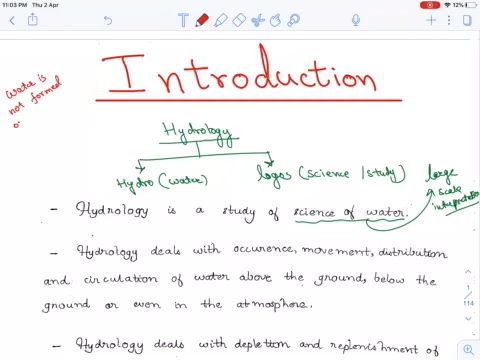 11:03 PM Thu 2 Apr
12%
Introduction
water is
not formed
o
Hydrology
Hydro (water)
logos (science / study)
large
scale
interpretation
- Hydrology is a study of science of water.
- Hydrology deals with occurence, movement, distribution
and circulation of water above the ground, below the
ground or even in the atmosphere.
- Hydrology deals with depletion and replenishment of
1
114